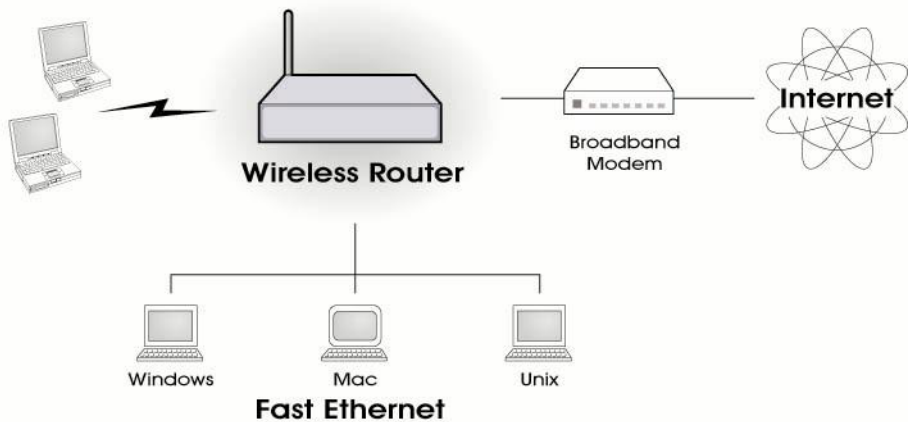 Internet
Broadband
Modem
Wireless Router
Windows
Mac
Unix
Fast Ethernet